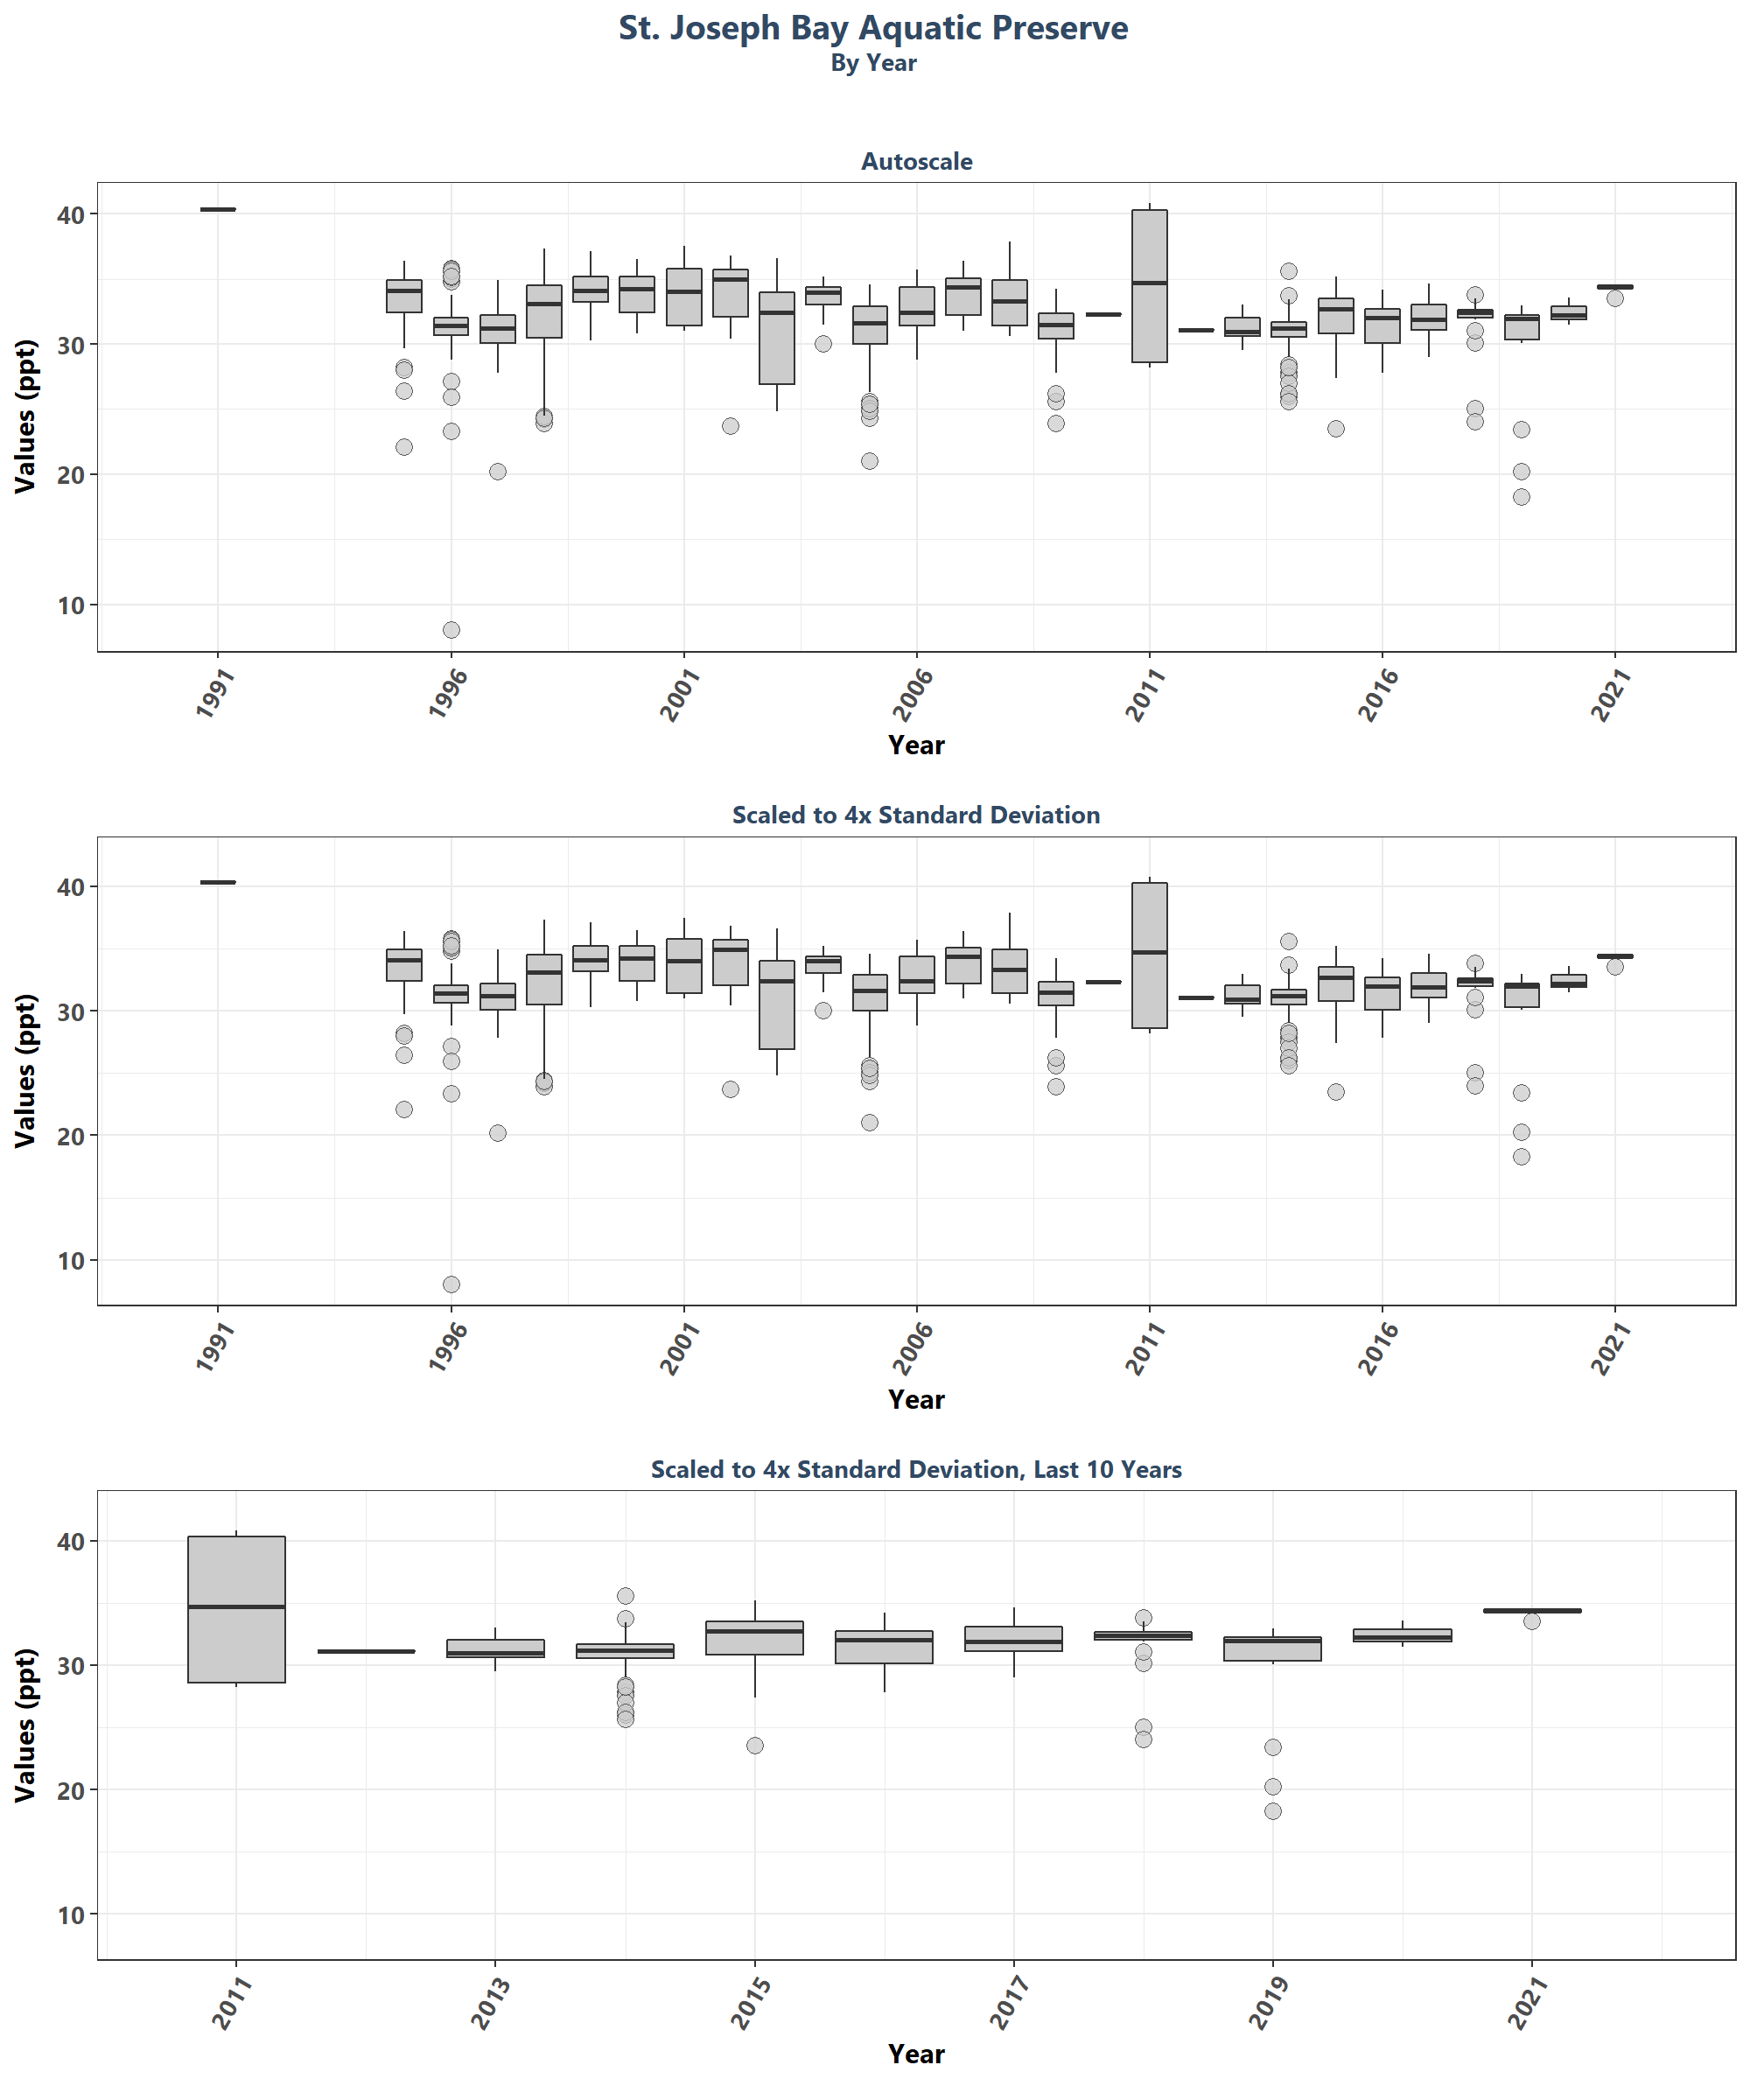 St. Joseph Bay Aquatic Preserve
By Year
Autoscale
Values (ppt)
40
30
20
10
1991 1996 2001 2006 2011 2016 2021
Year
Scaled to 4x Standard Deviation
Values (ppt)
40
30
20
10
1991 1996 2001 2006 2011 2016 2021
Year
Scaled to 4x Standard Deviation, Last 10 Years
Values (ppt)
40
30
20
10
2011 2013 2015 2017 2019 2021
Year